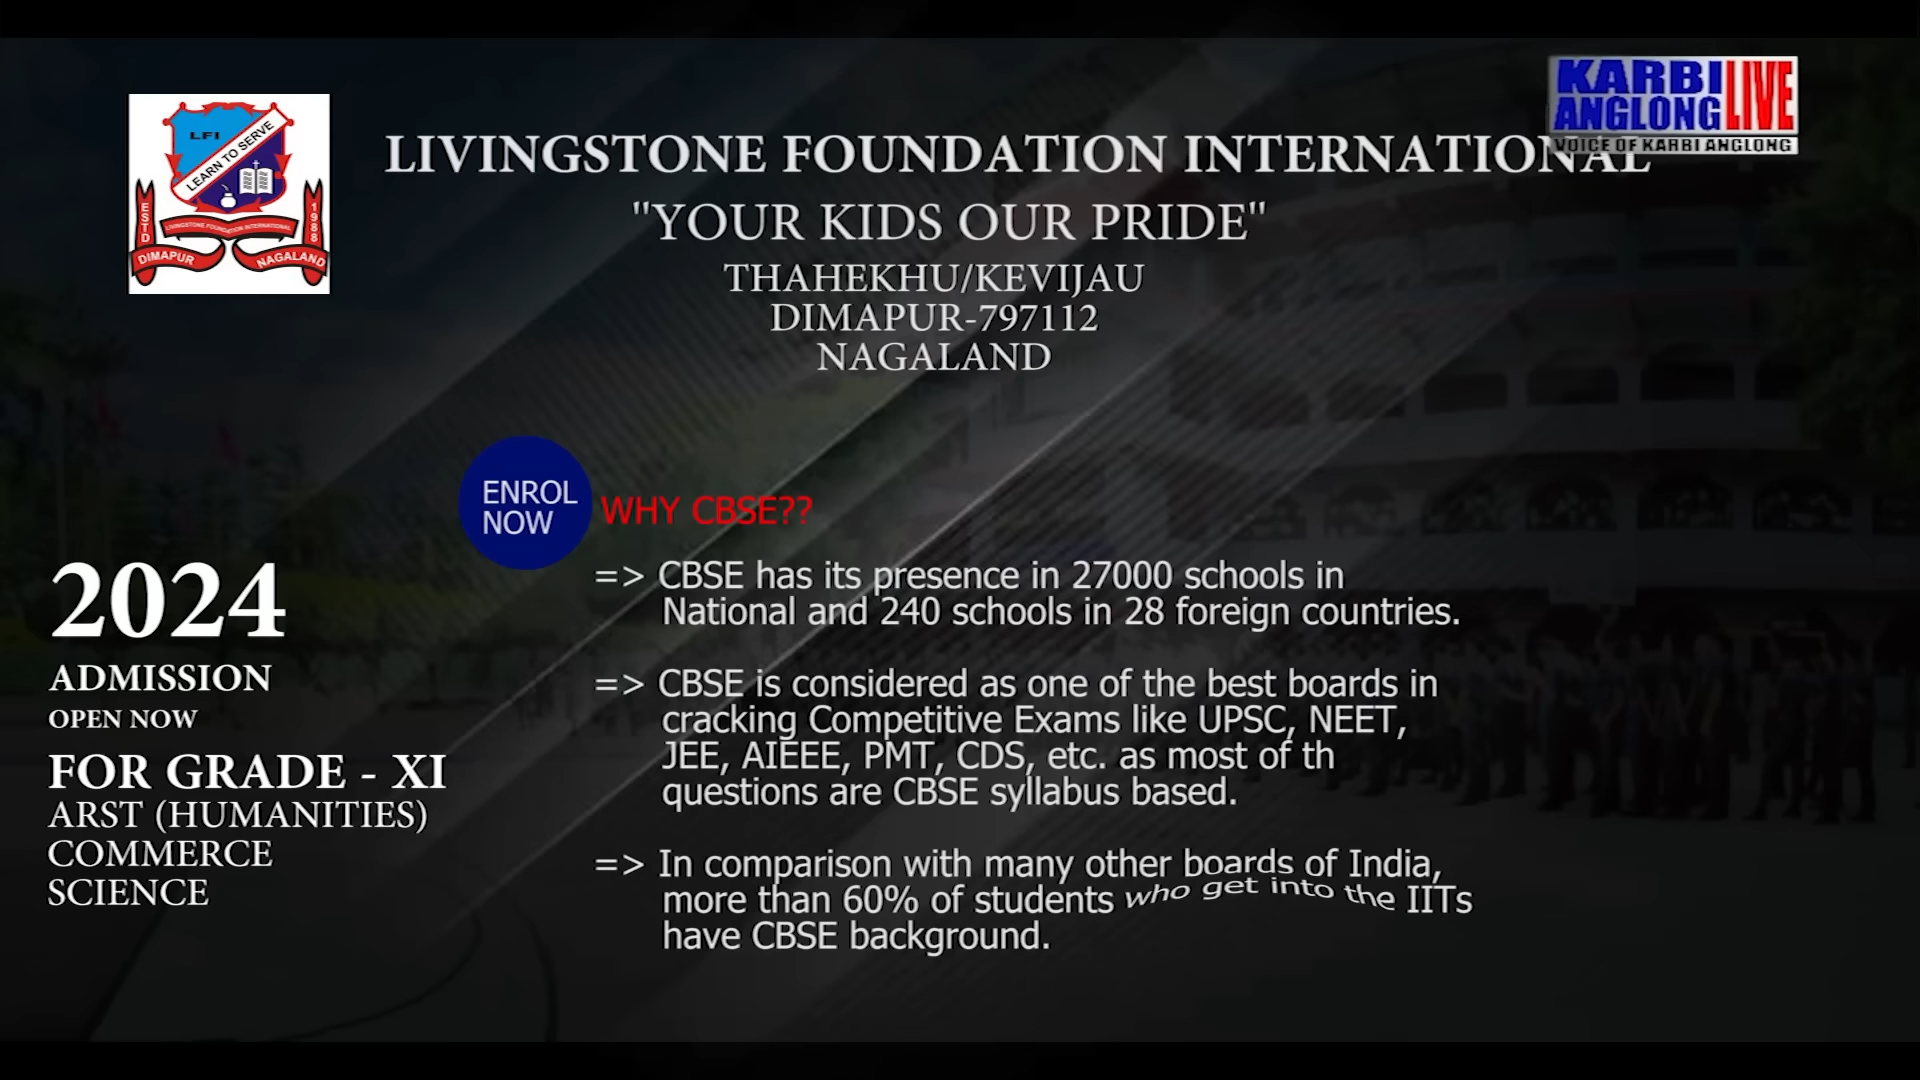 KARBI
ANGLONG
LIVE
VOICE OF KARBI ANGLONG
LFI
LEARN TO SERVE
ESTD
1988
LIVINGSTONE FOUNDATION INTERNATIONAL
DIMAPUR
NAGALAND
LIVINGSTONE FOUNDATION INTERNATIONAL
"YOUR KIDS OUR PRIDE"
THAHEKHU/KEVIJAU
DIMAPUR-797112
NAGALAND
ENROL
NOW
WHY CBSE??
=> CBSE has its presence in 27000 schools in
National and 240 schools in 28 foreign countries.
=> CBSE is considered as one of the best boards in
cracking Competitive Exams like UPSC, NEET,
JEE, AIEEE, PMT, CDS, etc. as most of th
questions are CBSE syllabus based.
=> In comparison with many other boards of India,
more than 60% of students who get into the IITs
have CBSE background.
2024
ADMISSION
OPEN NOW
FOR GRADE - XI
ARST (HUMANITIES)
COMMERCE
SCIENCE